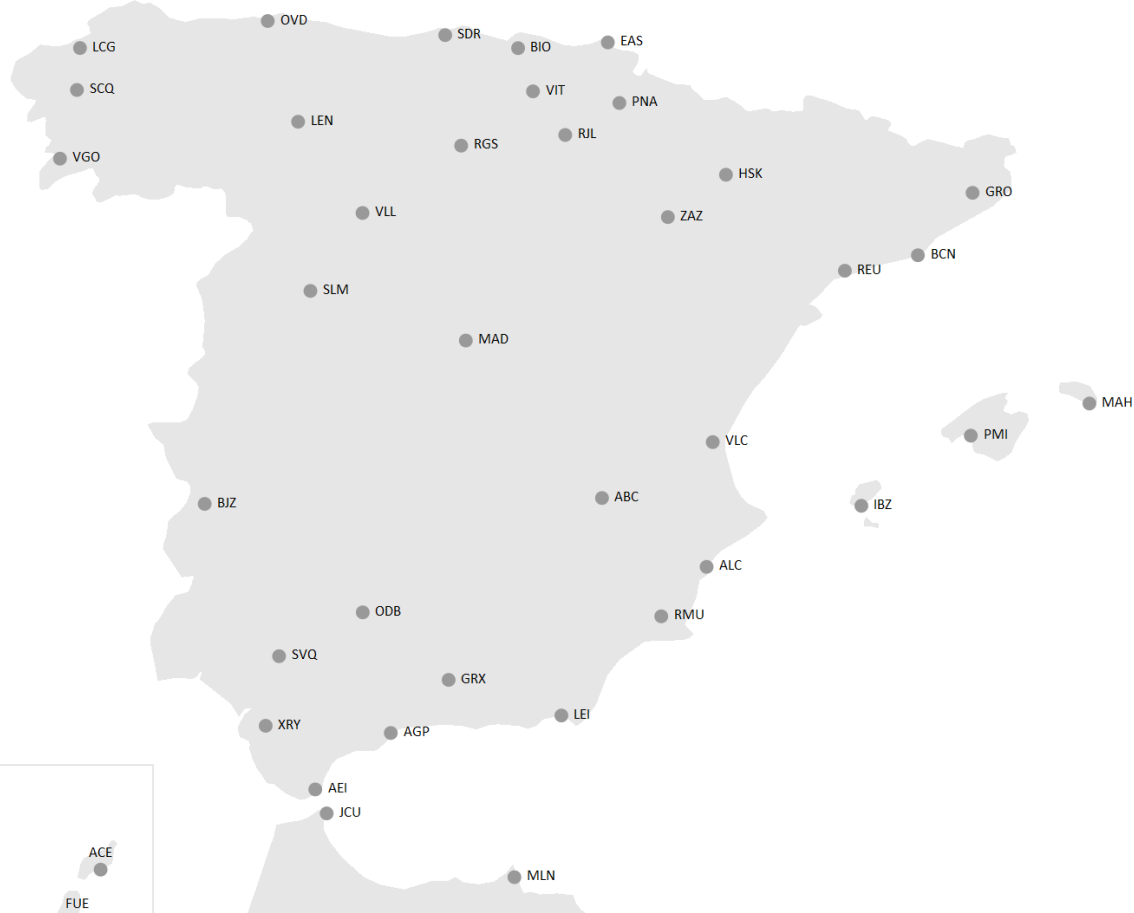 OVD
SDR
EAS
LCG
BIO
SCQ
VIT
PNA
LEN
RJL
RGS
VGO
HSK
GRO
VLL
ZAZ
BCN
REU
SLM
MAD
MAH
PMI
VLC
ABC
BJZ
IBZ
ALC
ODB
RMU
SVQ
GRX
LEI
XRY
AGP
AEI
JCU
ACE
MLN
FUE